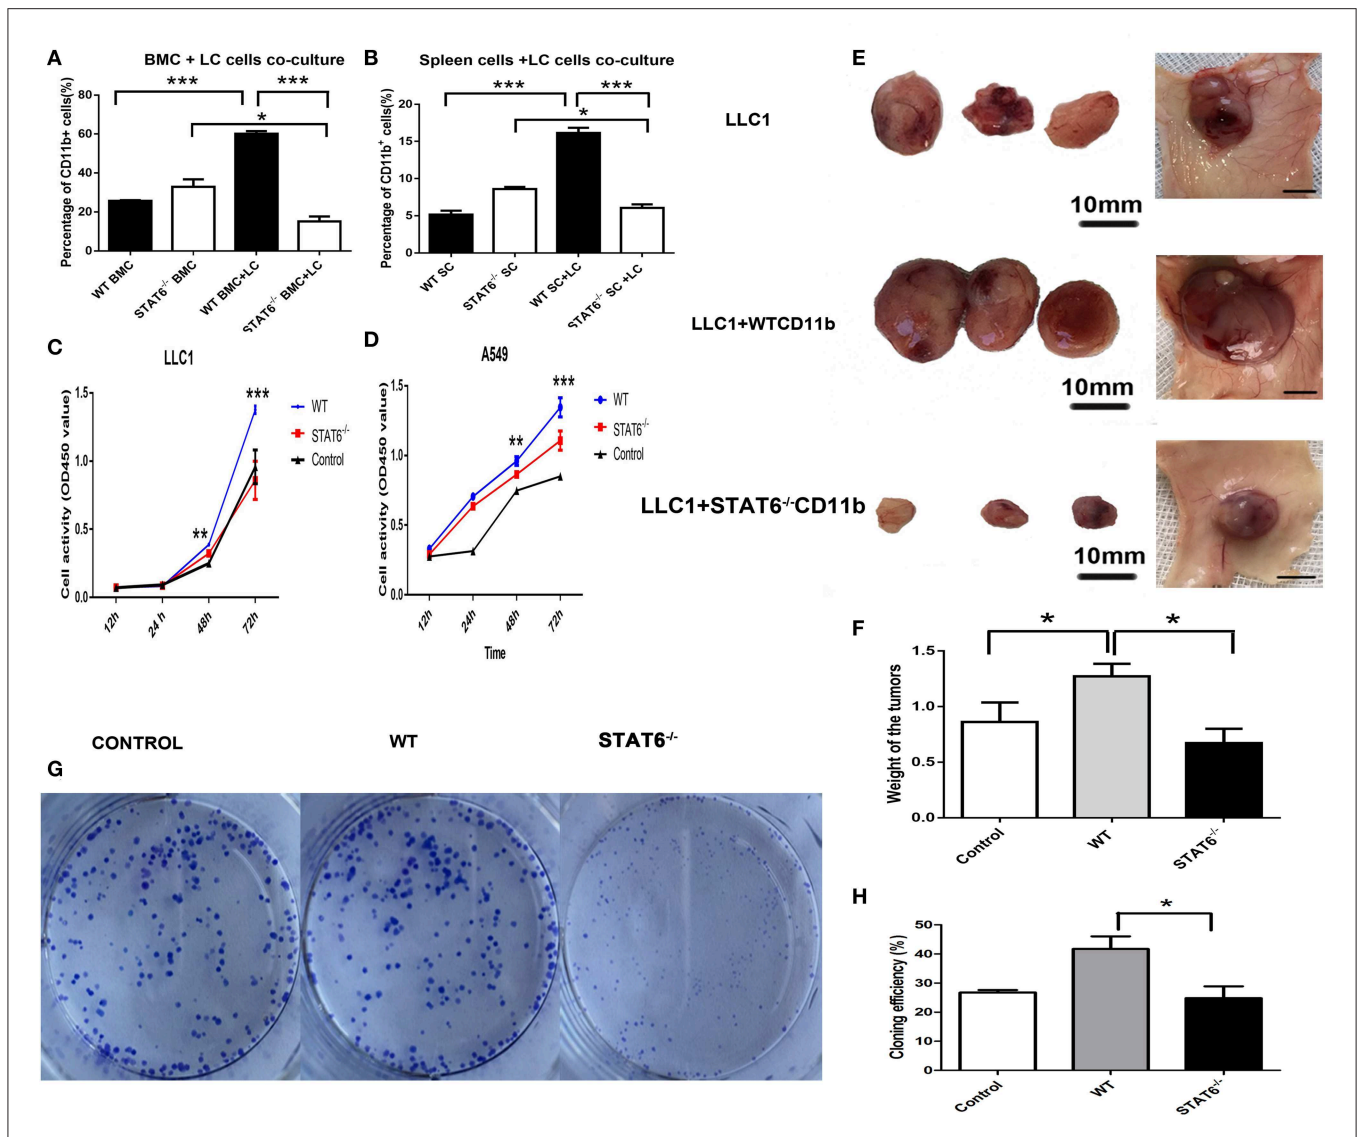 A
BMC + LC cells co-culture
Percentage of CD11b+ cells(%)
80
60
40
20
0
***
***
*
WT BMC
STAT6-/- BMC
WT BMC+LC
STAT6-/- BMC+LC
B
Spleen cells +LC cells co-culture
Percentage of CD11b+ cells(%)
20
15
10
5
0
***
***
*
WT SC
STAT6-/- SC
WT SC+LC
STAT6-/- SC +LC
C
LLC1
Cell activity (OD450 value)
1.5
1.0
0.5
0.0
**
***
WT
STAT6-/-
Control
12h
24 h
48h
72h
D
A549
Cell activity (OD450 value)
1.5
1.0
0.5
0.0
**
***
WT
STAT6-/-
Control
12h
24h
48h
72h
Time
E
LLC1
10mm
LLC1+WTCD11b
10mm
LLC1+STAT6-/-CD11b
10mm
F
Weight of the tumors
1.5
1.0
0.5
0.0
*
*
Control
WT
STAT6-/-
CONTROL
WT
STAT6-/-
G
H
Cloning efficiency (%)
50
40
30
20
10
0
*
Control
WT
STAT6-/-